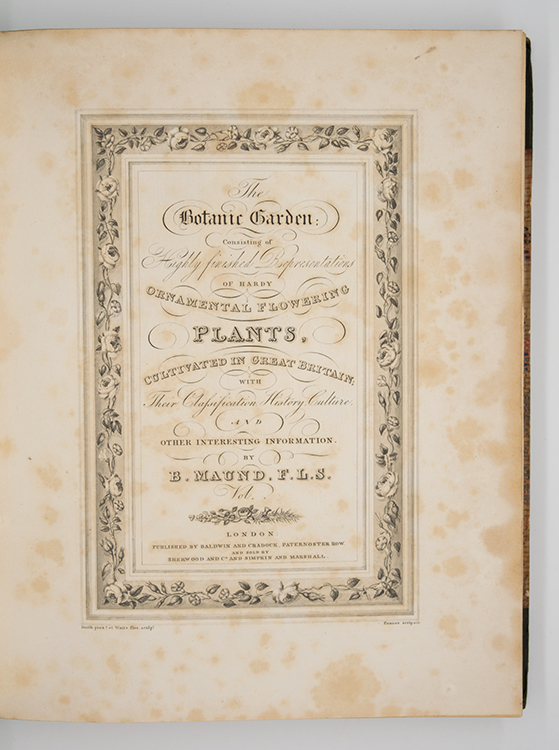 The
Botanic Garden;
Consisting of
Highly finished Representations
OF HARDY
ORNAMENTAL FLOWERING
PLANTS,
CULTIVATED IN GREAT BRITAIN;
WITH
Their Classification History Culture
AND
OTHER INTERESTING INFORMATION.
BY
B. MAUND, F.L.S.
Vol.
LONDON
PUBLISHED BY BALDWIN AND CRADOCK, PATERNOSTER ROW.
AND SOLD BY
SHERWOOD AND Co. AND SIMPKIN AND MARSHALL.
sculpt.